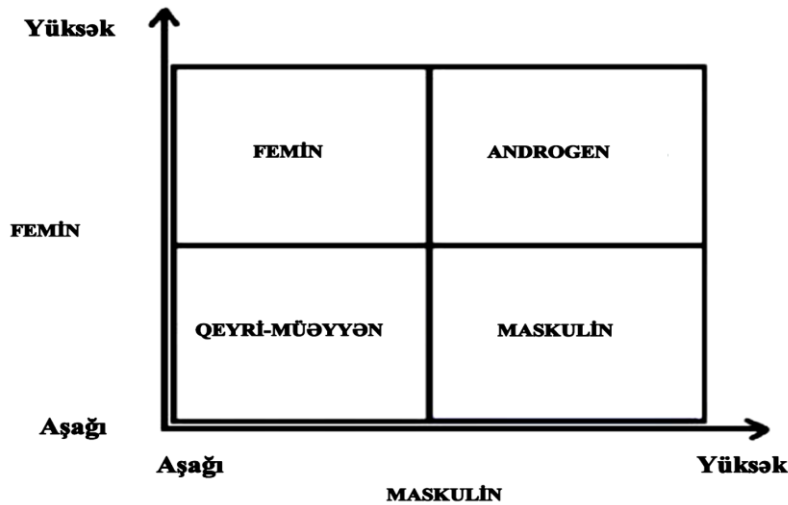 Yüksək
FEMİN
ANDROGEN
FEMİN
QEYRİ-MÜƏYYƏN
MASKULİN
Aşağı
Aşağı
Yüksək
MASKULİN